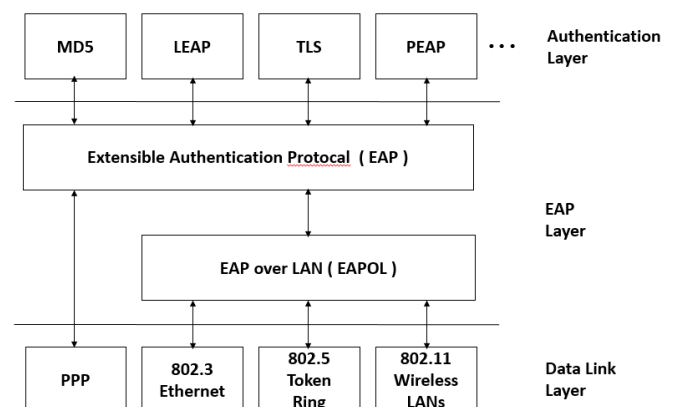 MD5
LEAP
TLS
PEAP
...
Authentication
Layer
Extensible Authentication Protocal ( EAP )
EAP
Layer
EAP over LAN ( EAPOL )
PPP
802.3
Ethernet
802.5
Token
Ring
802.11
Wireless
LANs
Data Link
Layer